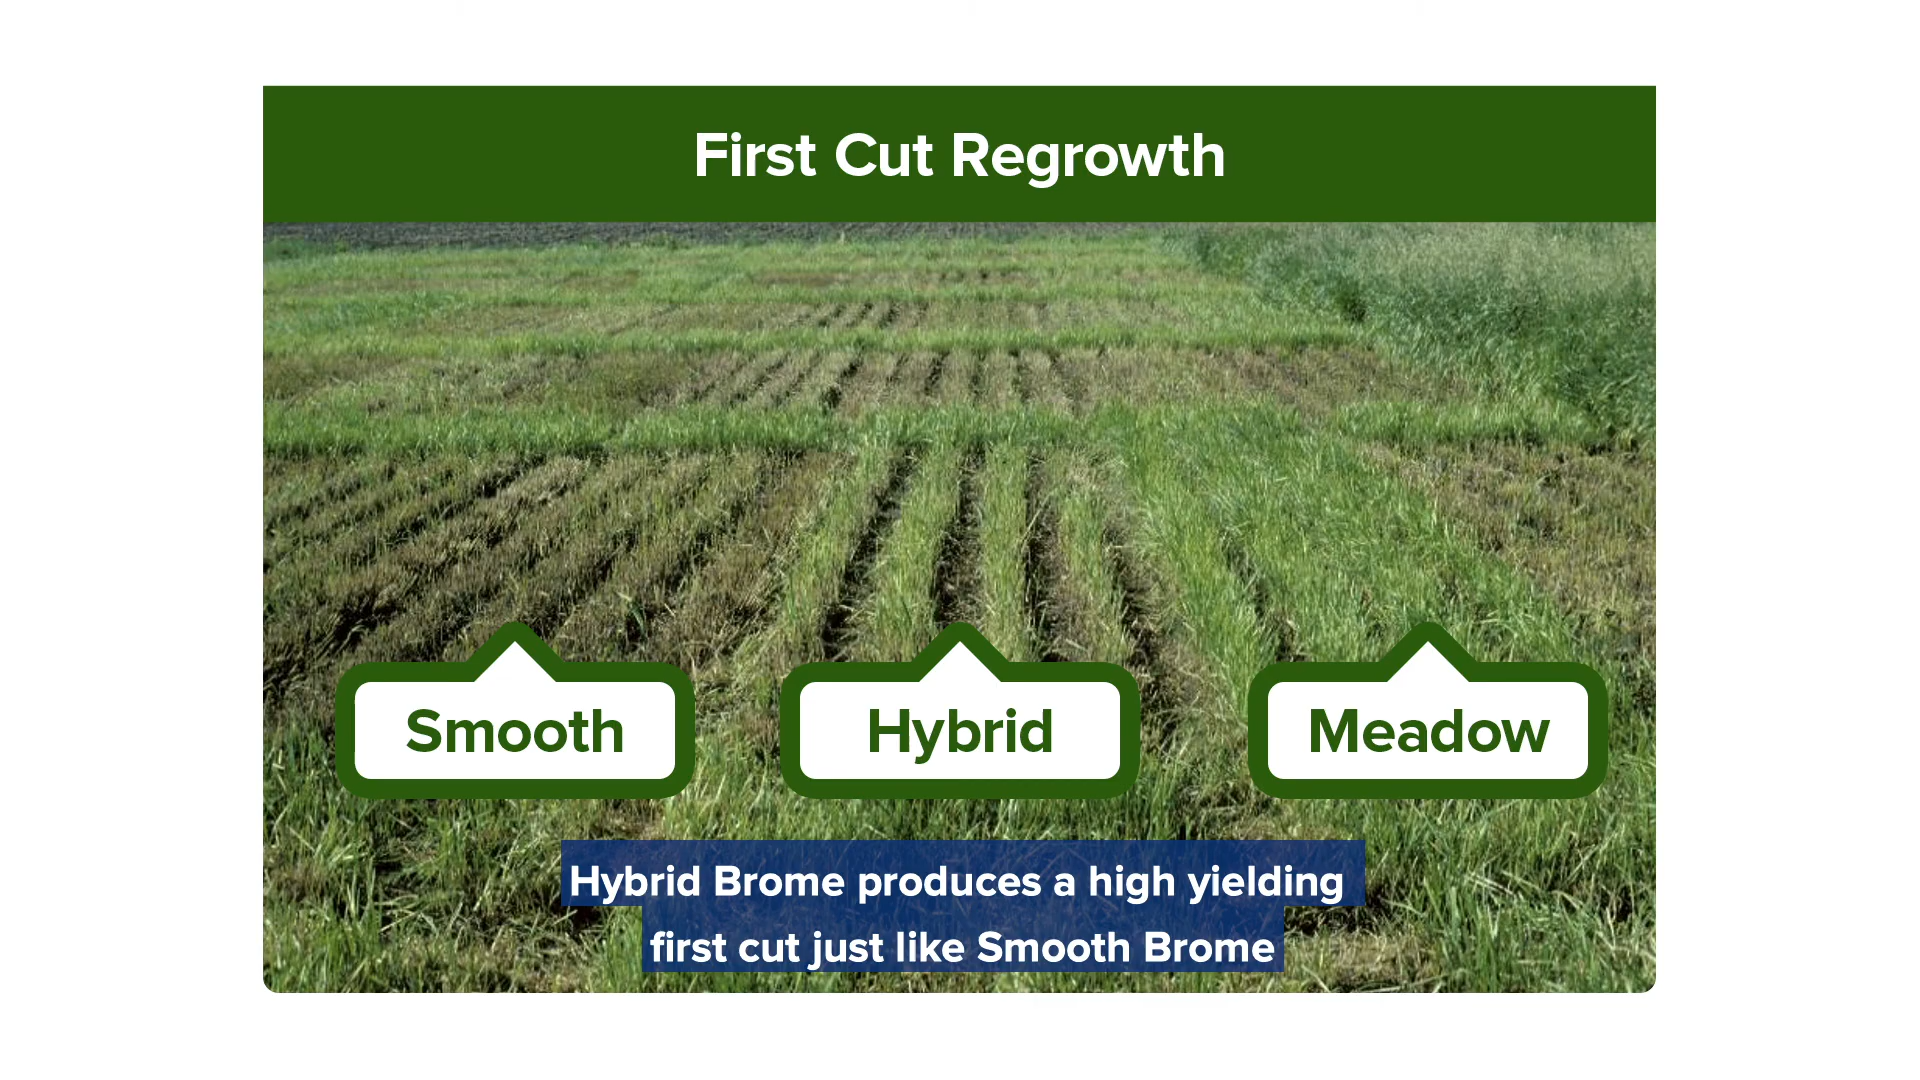 First Cut Regrowth
Smooth
Hybrid
Meadow
Hybrid Brome produces a high yielding
first cut just like Smooth Brome